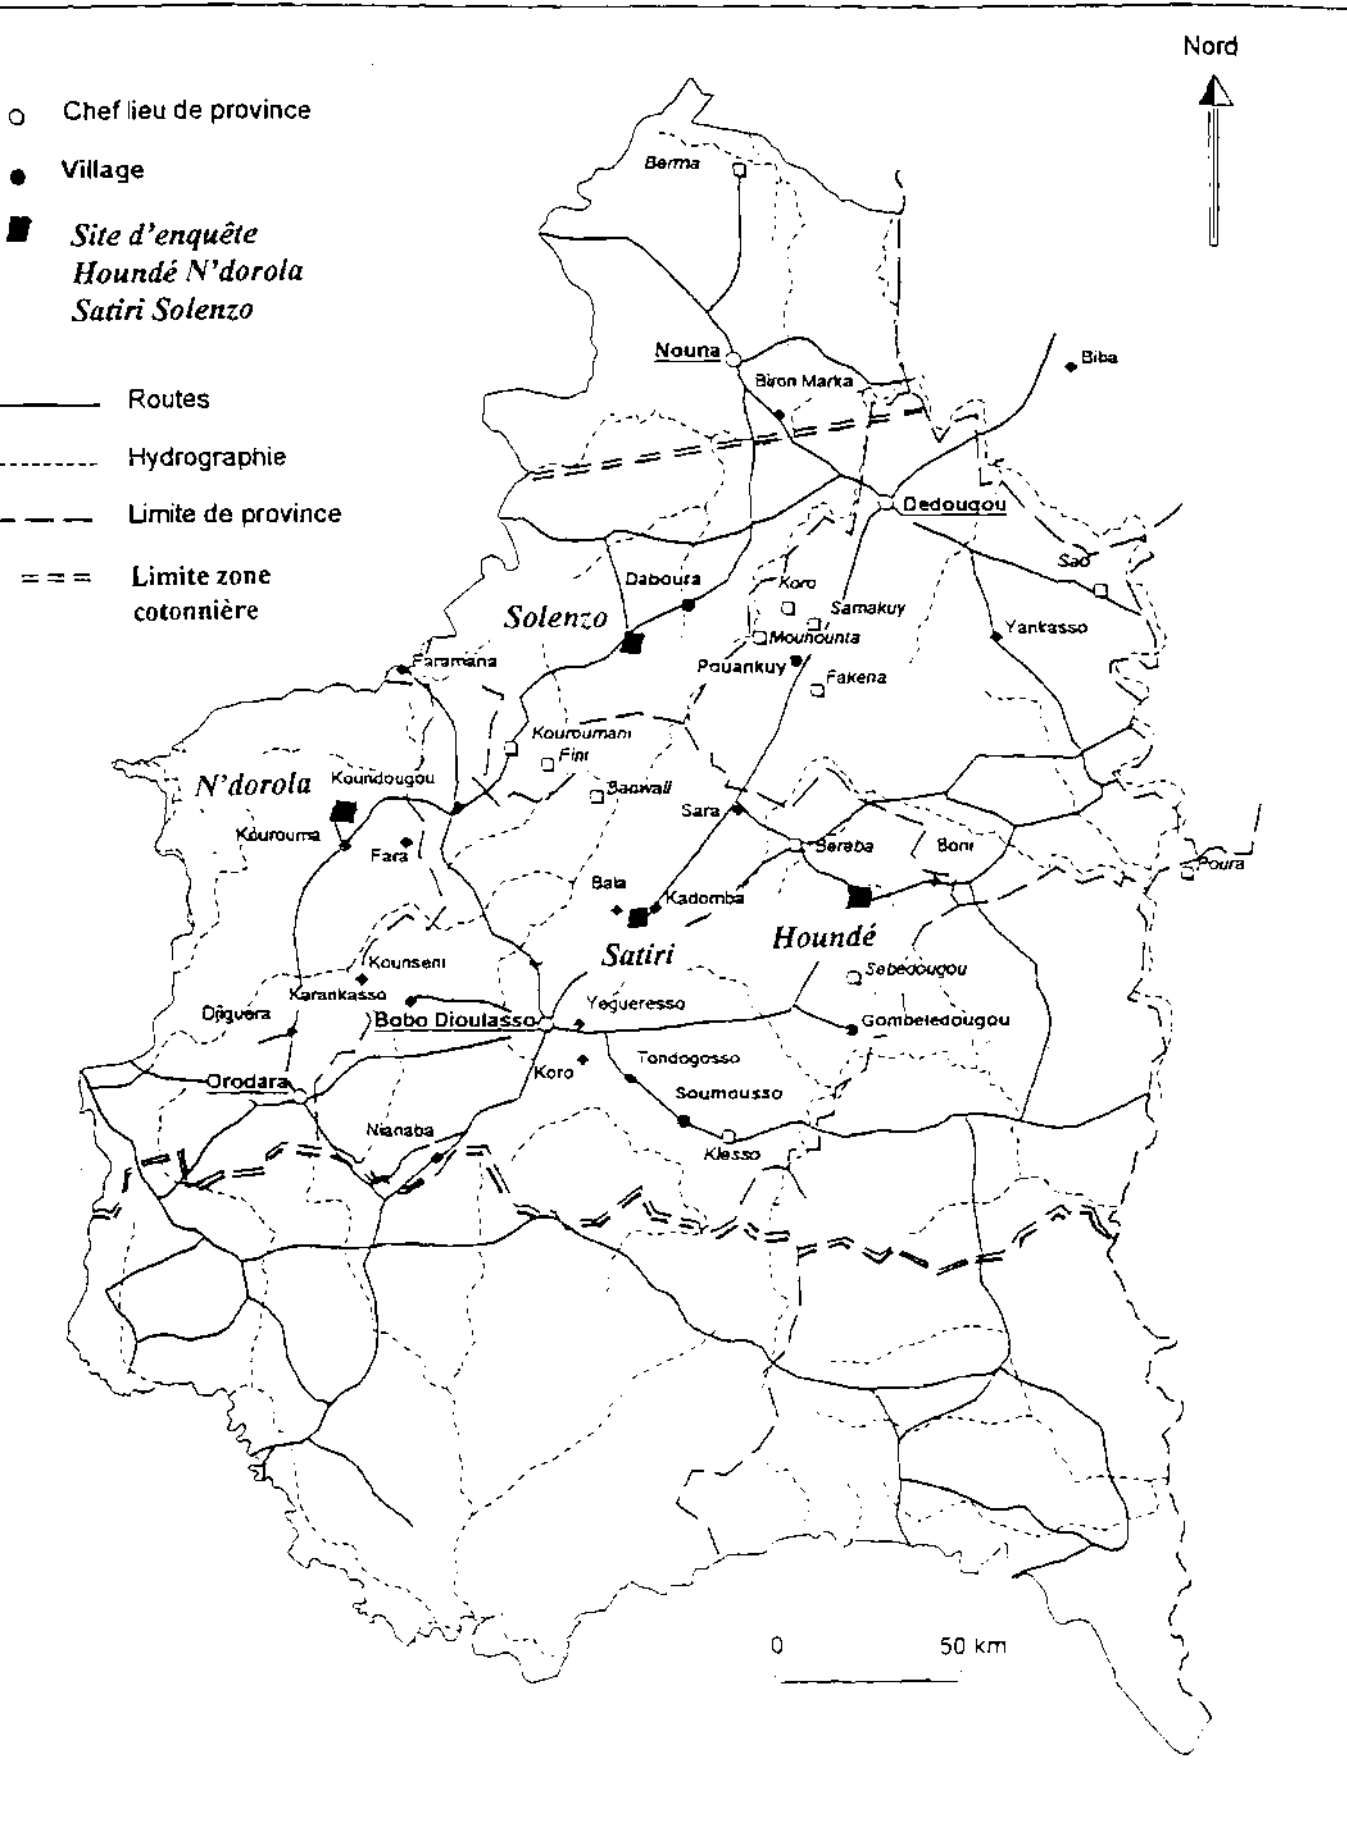 Nord
Chef lieu de province
Village
Site d'enquête
Houndé N'dorola
Satiri Solenzo
Routes
Hydrographie
Limite de province
Limite zone
cotonnière
Berma
Nouna
Biron Marka
Biba
Dedougou
Sao
Daboura
Koro
Samakuy
Solenzo
Mouhounta
Yankasso
Faramana
Pouankuy
Fakena
Kouroumani
Fini
N'dorola
Koundougou
Baowali
Sara
Kourouma
Fara
Bereba
Boni
Poura
Bala
Kadomba
Houndé
Satiri
Kounseni
Sebedougou
Karankasso
Yegueresso
Djiguera
Bobo Dioulasso
Gombeledougou
Koro
Tondogosso
Orodara
Soumousso
Nianaba
Klesso
0
50 km